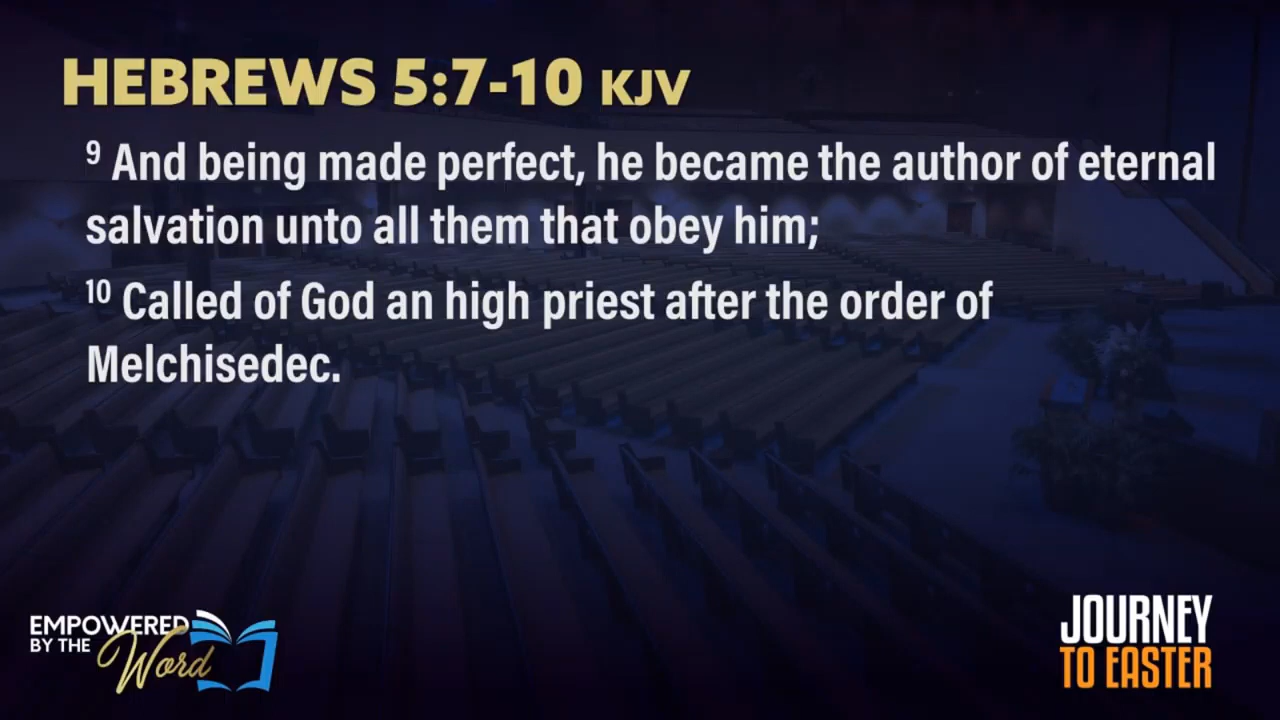 HEBREWS 5:7-10 KJV
9 And being made perfect, he became the author of eternal
salvation unto all them that obey him;
10 Called of God an high priest after the order of
Melchisedec.
EMPOWERED
BY THE
Word
JOURNEY
TO EASTER